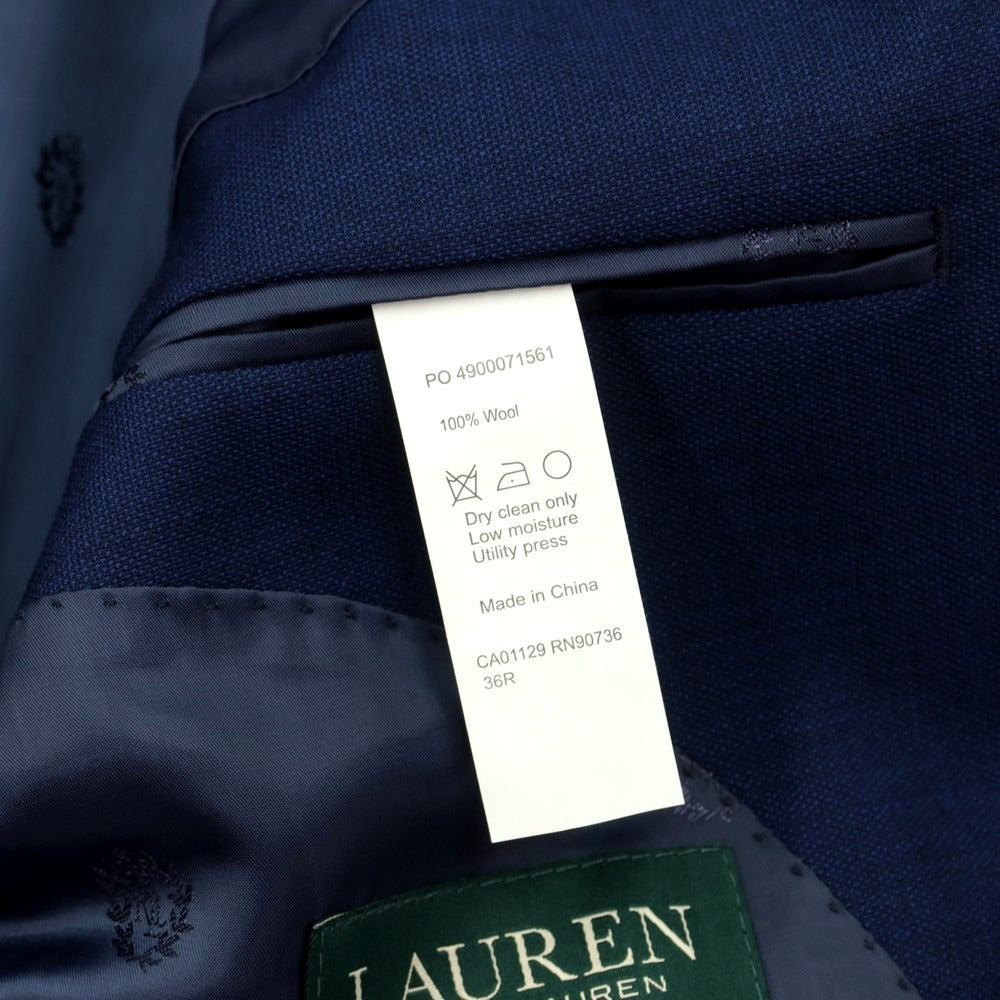 PO 4900071561
100% Wool
Dry clean only
Low moisture
Utility press
Made in China
CA01129 RN90736
36R
LAUREN